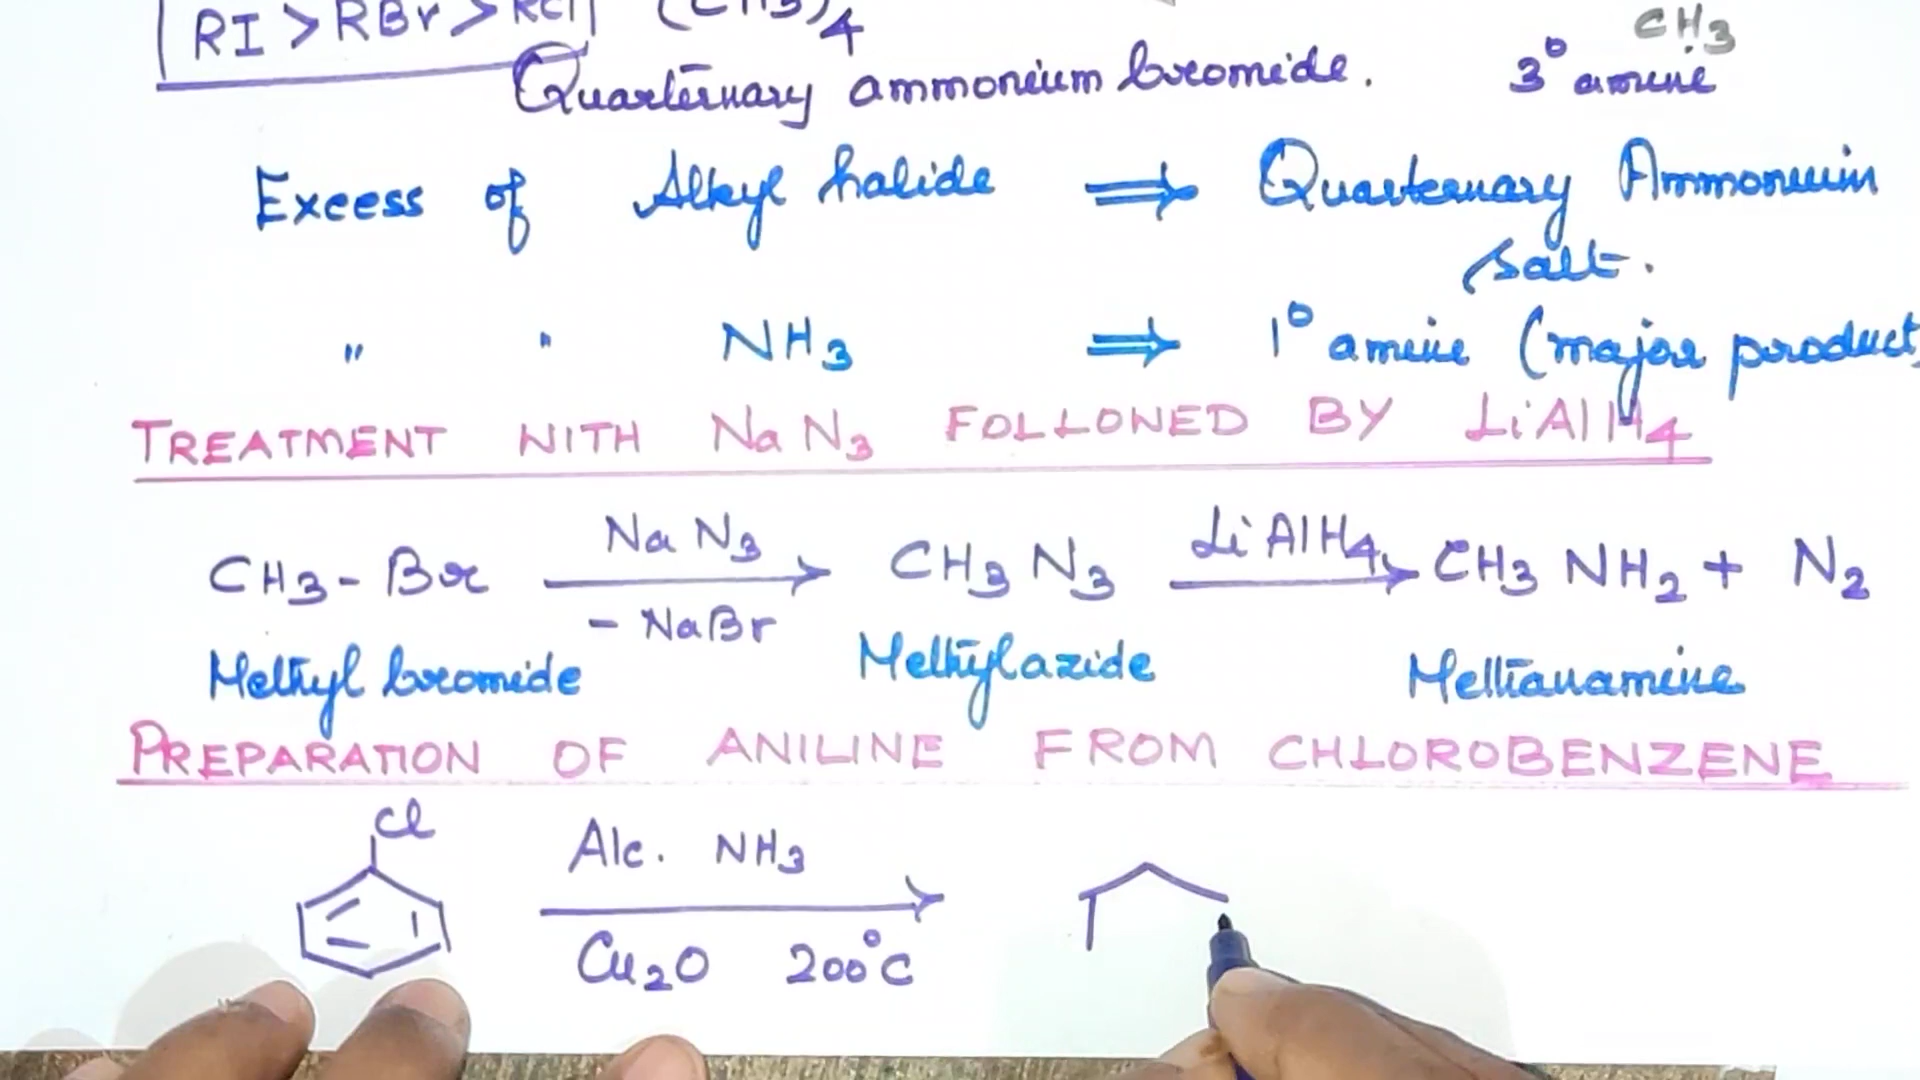 RI > RBr > RCl (CH3)4 CH3
Quarternary ammonium bromide. 3° amine
Excess of Alkyl halide ⇒ Quarternary Ammonium
salt.
" " NH3 ⇒ 1° amine (major product
TREATMENT WITH NaN3 FOLLOWED BY LiAlH4
CH3 - Br NaN3 → - NaBr CH3N3 LiAlH4 → CH3NH2 + N2
Methyl bromide Methylazide Methanamine
PREPARATION OF ANILINE FROM CHLOROBENZENE
Cl
Alc. NH3 →
Cu2O 200°C